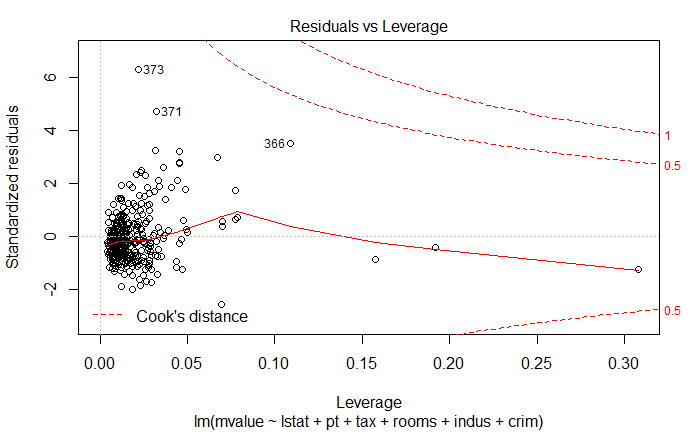 Residuals vs Leverage
Standardized residuals
6
4
2
0
-2
373
371
366
1
0.5
0.5
Cook's distance
0.00 0.05 0.10 0.15 0.20 0.25 0.30
Leverage
lm(mvalue ~ lstat + pt + tax + rooms + indus + crim)